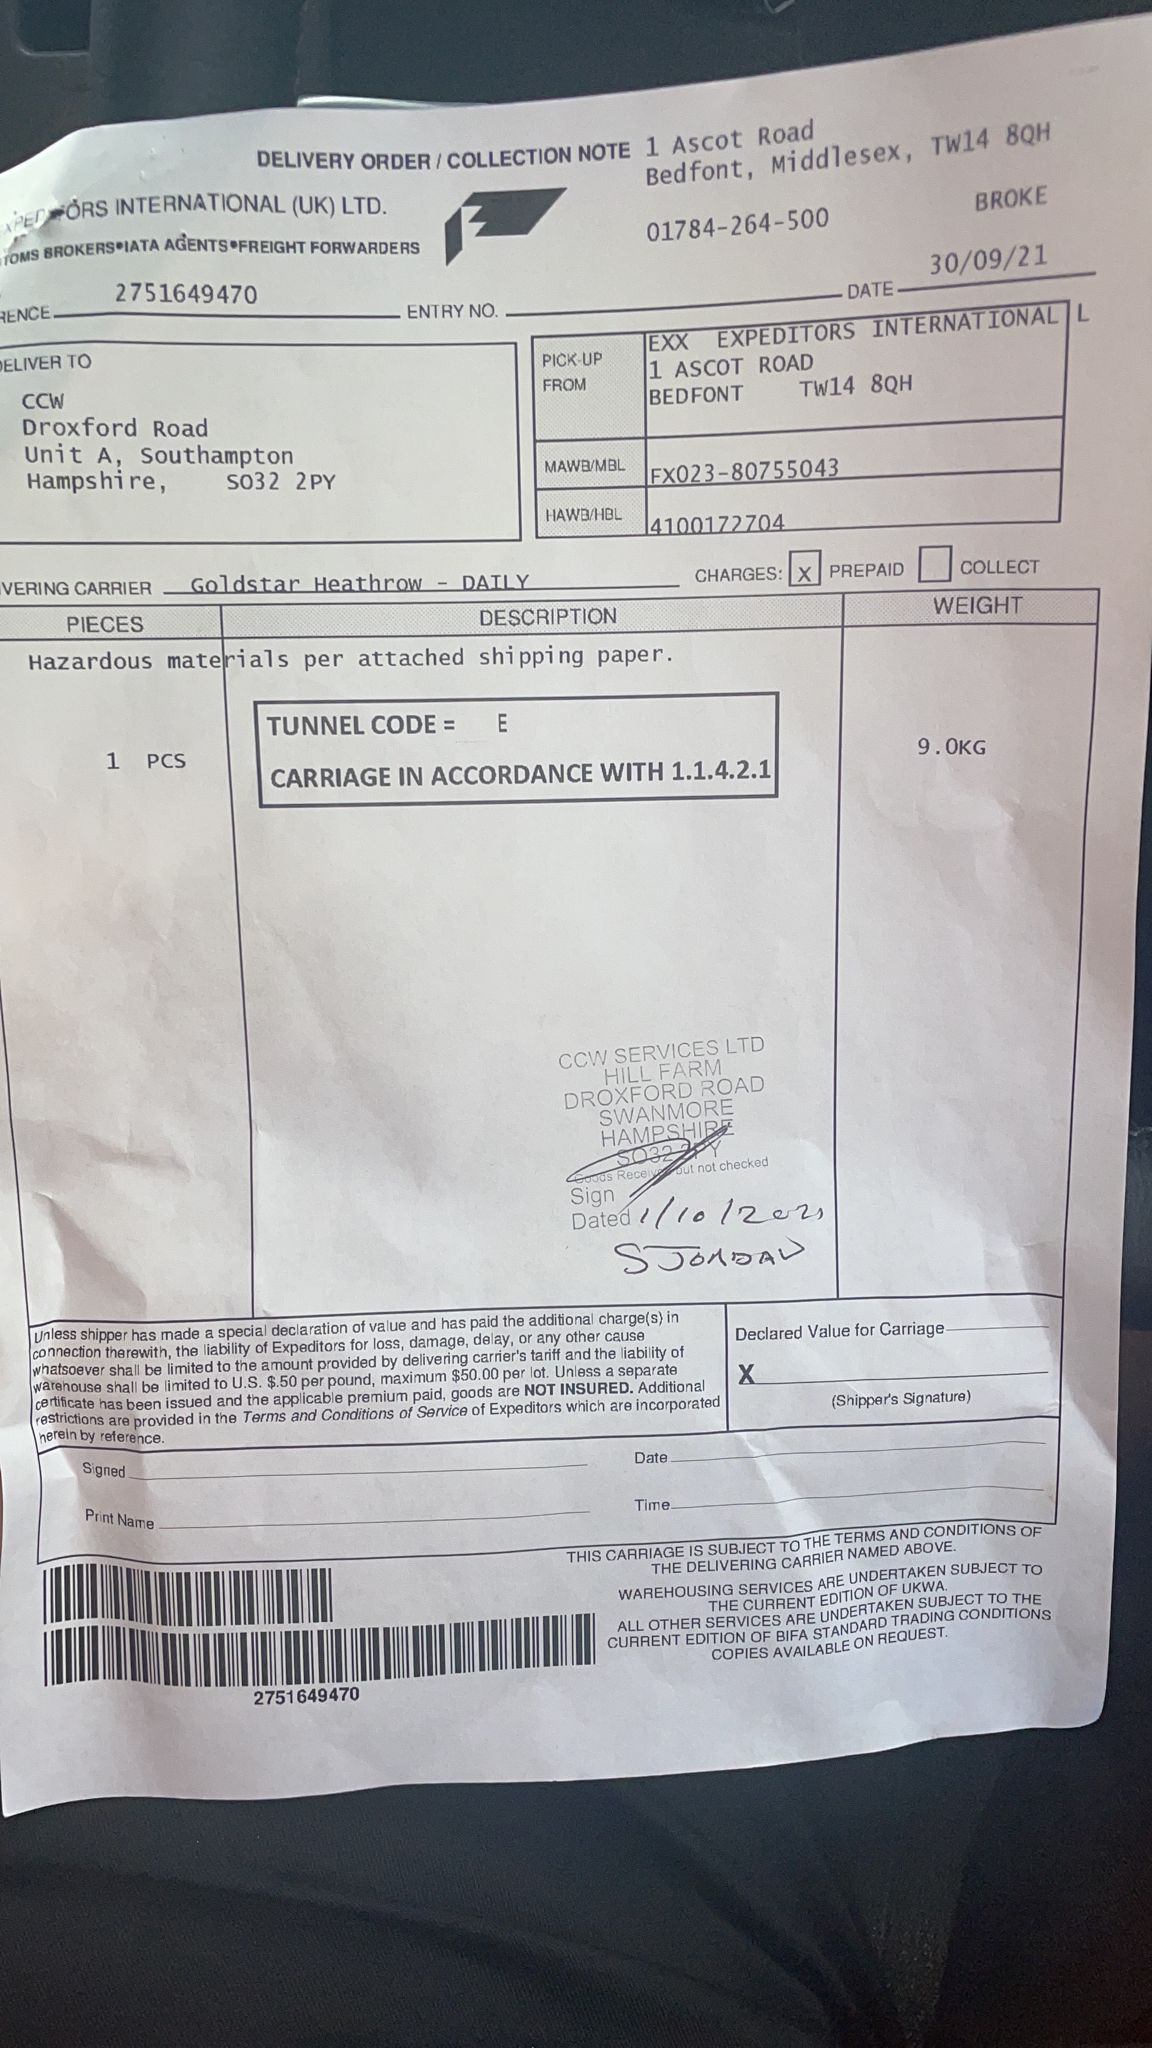 DELIVERY ORDER / COLLECTION NOTE
1 Ascot Road
Bedfont, Middlesex, TW14 8QH
ORS INTERNATIONAL (UK) LTD.
TOMS BROKERS•IATA AGENTS•FREIGHT FORWARDERS
01784-264-500
BROKE
RENCE 2751649470 ENTRY NO. DATE 30/09/21
ELIVER TO
CCW
Droxford Road
Unit A, Southampton
Hampshire, SO32 2PY
PICK-UP FROM
EXX EXPEDITORS INTERNATIONAL L
1 ASCOT ROAD
BEDFONT TW14 8QH
MAWB/MBL FX023-80755043
HAWB/HBL 4100172704
VERING CARRIER Goldstar Heathrow - DAILY CHARGES: X PREPAID COLLECT
PIECES DESCRIPTION WEIGHT
Hazardous materials per attached shipping paper.
TUNNEL CODE = E
1 PCS 9.0KG
CARRIAGE IN ACCORDANCE WITH 1.1.4.2.1
CCW SERVICES LTD
HILL FARM
DROXFORD ROAD
SWANMORE
HAMPSHIRE
SO32 2PY
Goods Received but not checked
Sign
Dated 1/10/2021
S JORDAN
Unless shipper has made a special declaration of value and has paid the additional charge(s) in
connection therewith, the liability of Expeditors for loss, damage, delay, or any other cause
whatsoever shall be limited to the amount provided by delivering carrier's tariff and the liability of
warehouse shall be limited to U.S. $.50 per pound, maximum $50.00 per lot. Unless a separate
certificate has been issued and the applicable premium paid, goods are NOT INSURED. Additional
restrictions are provided in the Terms and Conditions of Service of Expeditors which are incorporated
herein by reference.
Declared Value for Carriage
X
(Shipper's Signature)
Signed Date
Print Name Time
THIS CARRIAGE IS SUBJECT TO THE TERMS AND CONDITIONS OF
THE DELIVERING CARRIER NAMED ABOVE.
WAREHOUSING SERVICES ARE UNDERTAKEN SUBJECT TO
THE CURRENT EDITION OF UKWA.
ALL OTHER SERVICES ARE UNDERTAKEN SUBJECT TO THE
CURRENT EDITION OF BIFA STANDARD TRADING CONDITIONS
COPIES AVAILABLE ON REQUEST.
2751649470